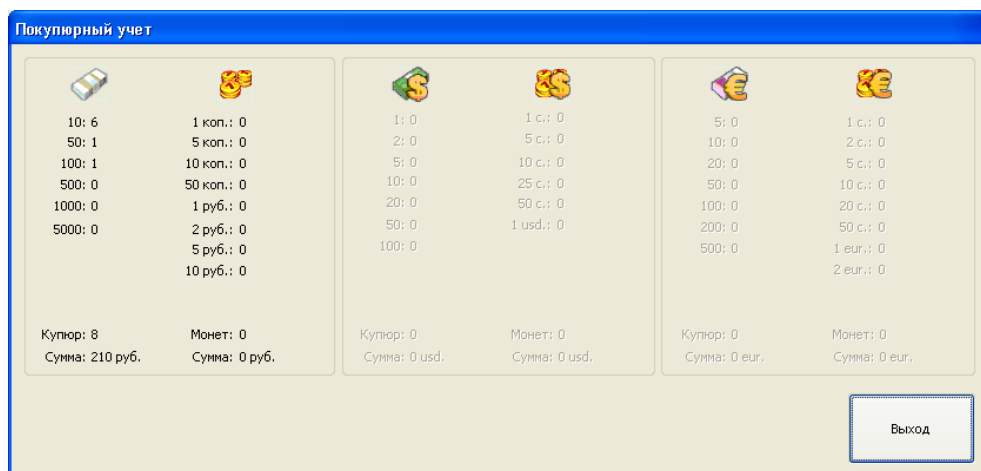 Покупюрный учет
10: 6
50: 1
100: 1
500: 0
1000: 0
5000: 0
Купюр: 8
Сумма: 210 руб.
1 коп.: 0
5 коп.: 0
10 коп.: 0
50 коп.: 0
1 руб.: 0
2 руб.: 0
5 руб.: 0
10 руб.: 0
Монет: 0
Сумма: 0 руб.
1: 0
2: 0
5: 0
10: 0
20: 0
50: 0
100: 0
Купюр: 0
Сумма: 0 usd.
1 с.: 0
5 с.: 0
10 с.: 0
25 с.: 0
50 с.: 0
1 usd.: 0
Монет: 0
Сумма: 0 usd.
5: 0
10: 0
20: 0
50: 0
100: 0
200: 0
500: 0
Купюр: 0
Сумма: 0 eur.
1 с.: 0
2 с.: 0
5 с.: 0
10 с.: 0
20 с.: 0
50 с.: 0
1 eur.: 0
2 eur.: 0
Монет: 0
Сумма: 0 eur.
Выход